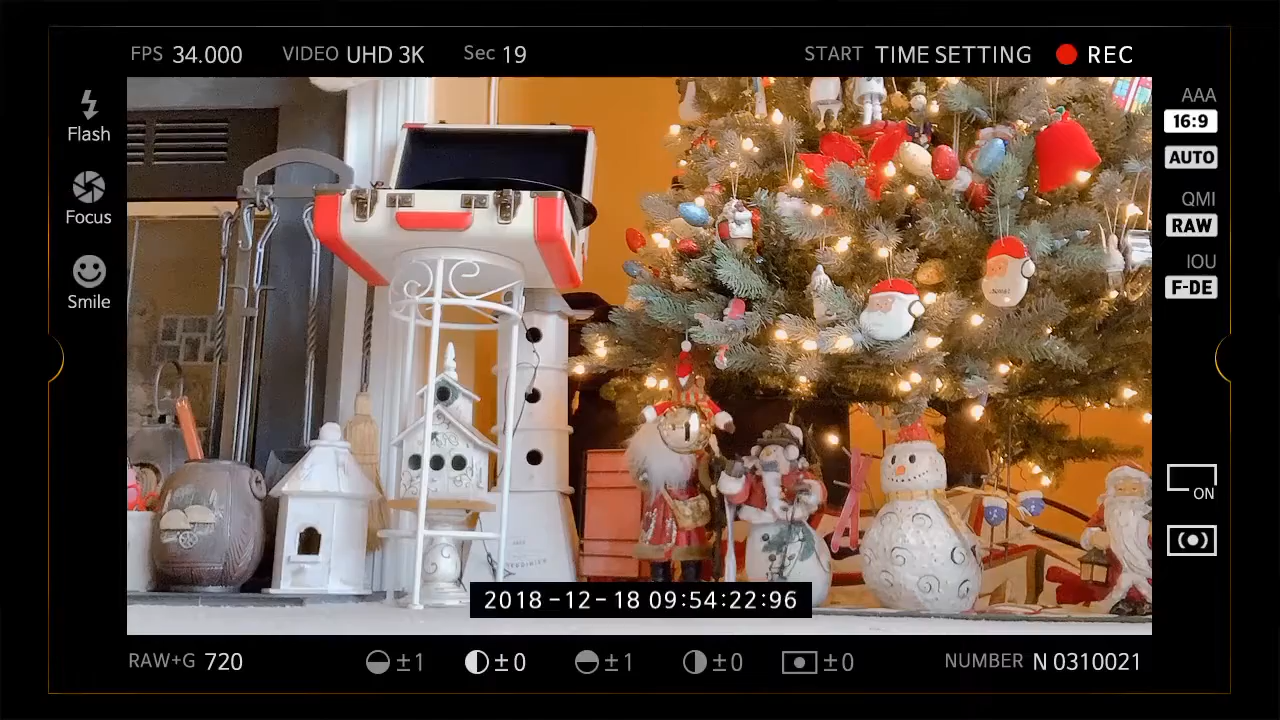 FPS 34.000 VIDEO UHD 3K Sec 19 START TIME SETTING REC
Flash
Focus
Smile
AAA
16:9
AUTO
QMI
RAW
IOU
F-DE
ON
2018-12-18 09:54:22:96
RAW+G 720 ±1 ±0 ±1 ±0 ±0 NUMBER N 0310021